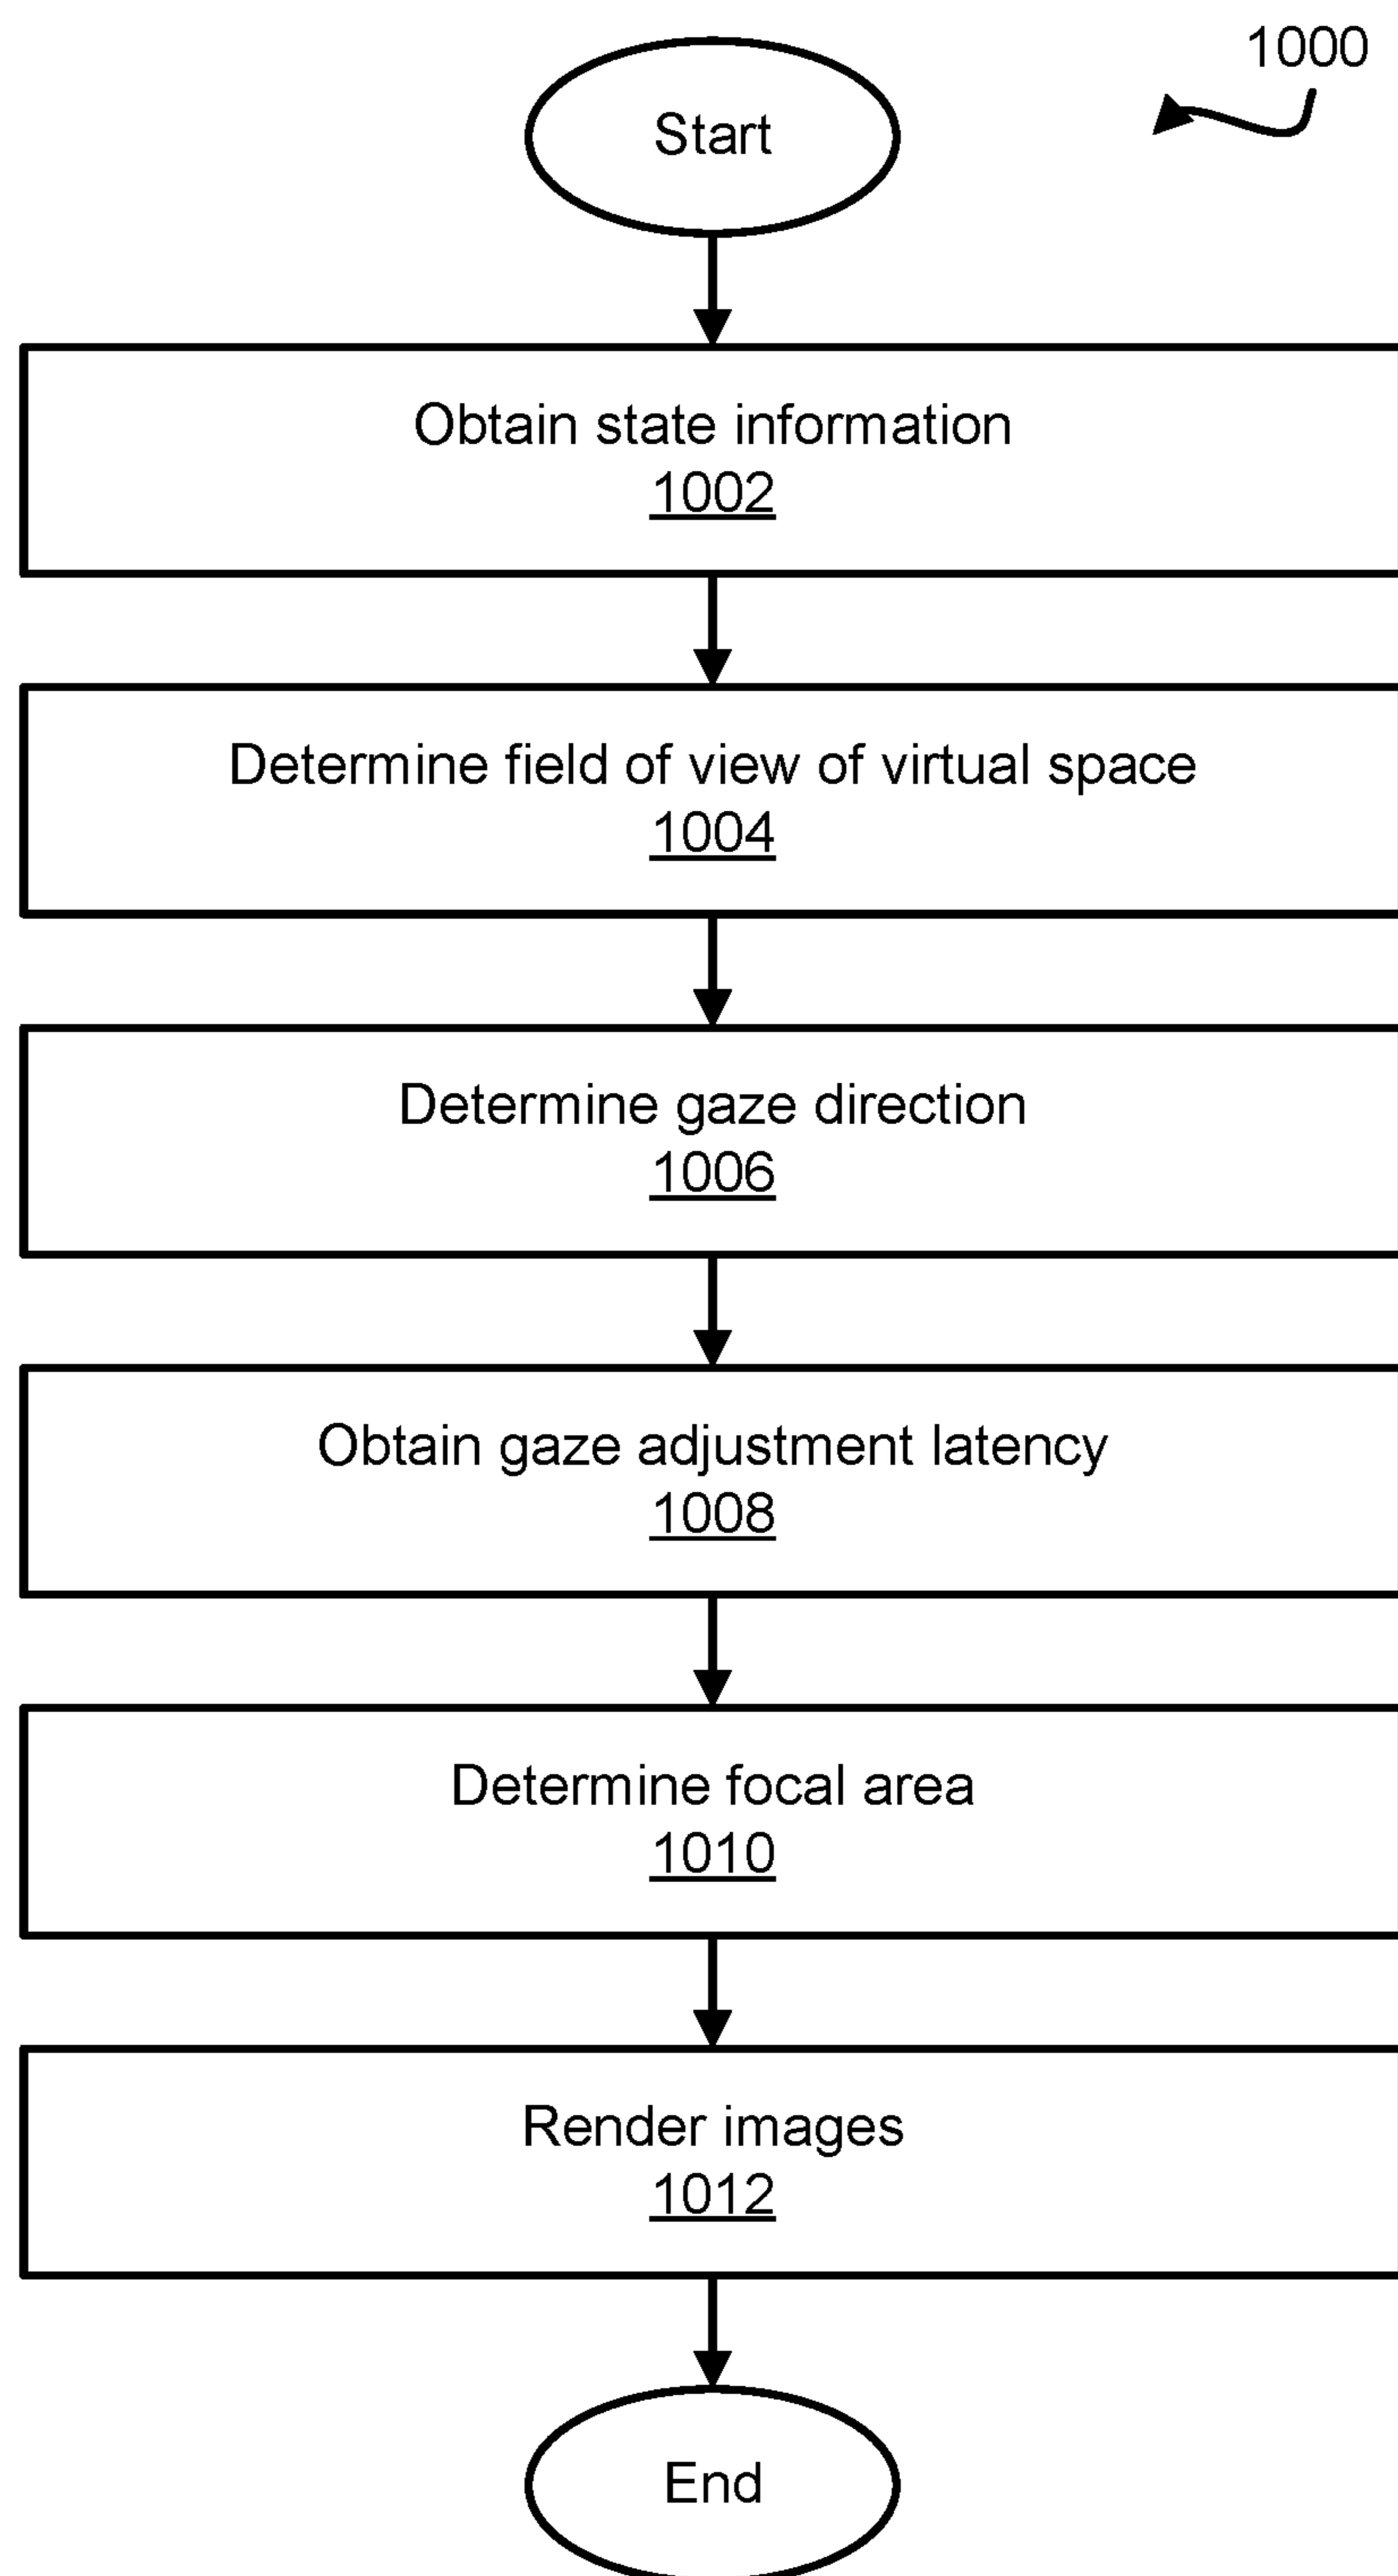 1000
Start
Obtain state information
1002
Determine field of view of virtual space
1004
Determine gaze direction
1006
Obtain gaze adjustment latency
1008
Determine focal area
1010
Render images
1012
End